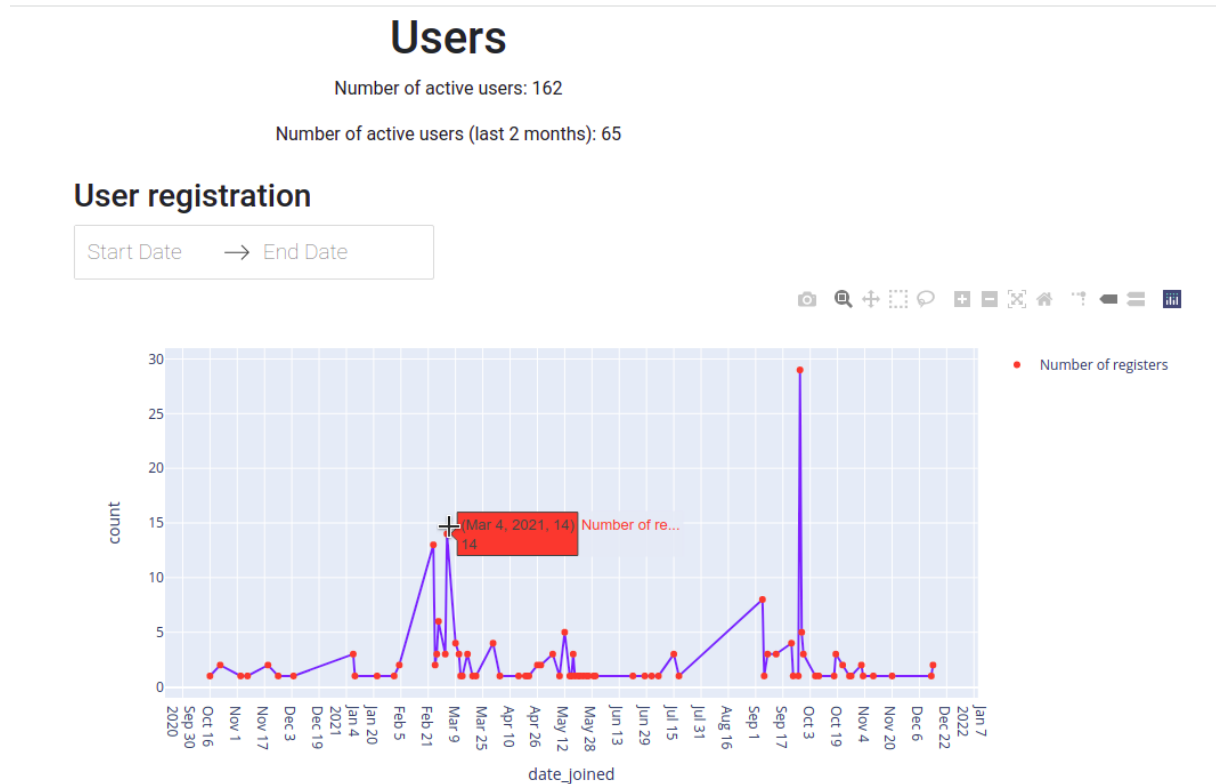 Users
Number of active users: 162
Number of active users (last 2 months): 65
User registration
Start Date → End Date
30
25
20
15
10
5
0
count
(Mar 4, 2021, 14) Number of re...
14
Number of registers
Sep 30
2020
Oct 16
Nov 1
Nov 17
Dec 3
Dec 19
Jan 4
2021
Jan 20
Feb 5
Feb 21
Mar 9
Mar 25
Apr 10
Apr 26
May 12
May 28
Jun 13
Jun 29
Jul 15
Jul 31
Aug 16
Sep 1
Sep 17
Oct 3
Oct 19
Nov 4
Nov 20
Dec 6
Dec 22
Jan 17
2022
date_joined